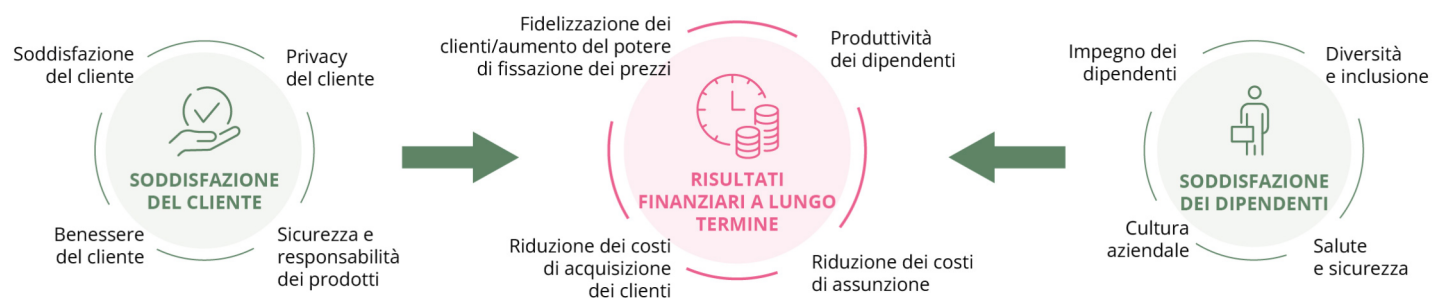 Soddisfazione
del cliente
Privacy
del cliente
SODDISFAZIONE
DEL CLIENTE
Benessere
del cliente
Sicurezza e
responsabilità
dei prodotti
Fidelizzazione dei
clienti/aumento del potere
di fissazione dei prezzi
Produttività
dei dipendenti
RISULTATI
FINANZIARI A LUNGO
TERMINE
Riduzione dei costi
di acquisizione
dei clienti
Riduzione dei costi
di assunzione
Impegno dei
dipendenti
Diversità
e inclusione
SODDISFAZIONE
DEI DIPENDENTI
Cultura
aziendale
Salute
e sicurezza